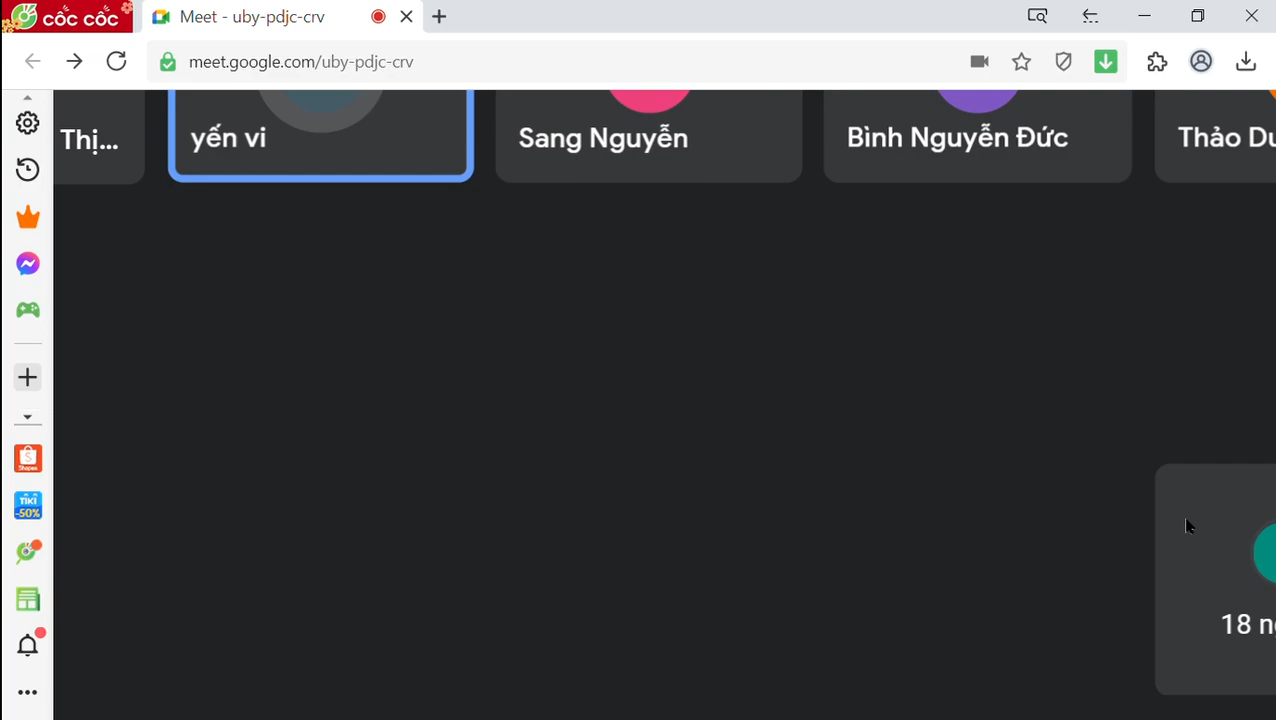 cốc cốc
Meet - uby-pdjc-crv
meet.google.com/uby-pdjc-crv
Thị...
yến vi
Sang Nguyễn
Bình Nguyễn Đức
Thảo Du
Shopee
TIKI
-50%
18